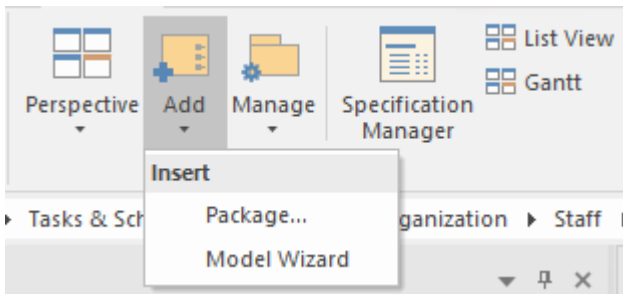 Perspective
Add
Manage
Specification
Manager
List View
Gantt
Insert
Package...
Model Wizard
Tasks & Sch
ganization
Staff